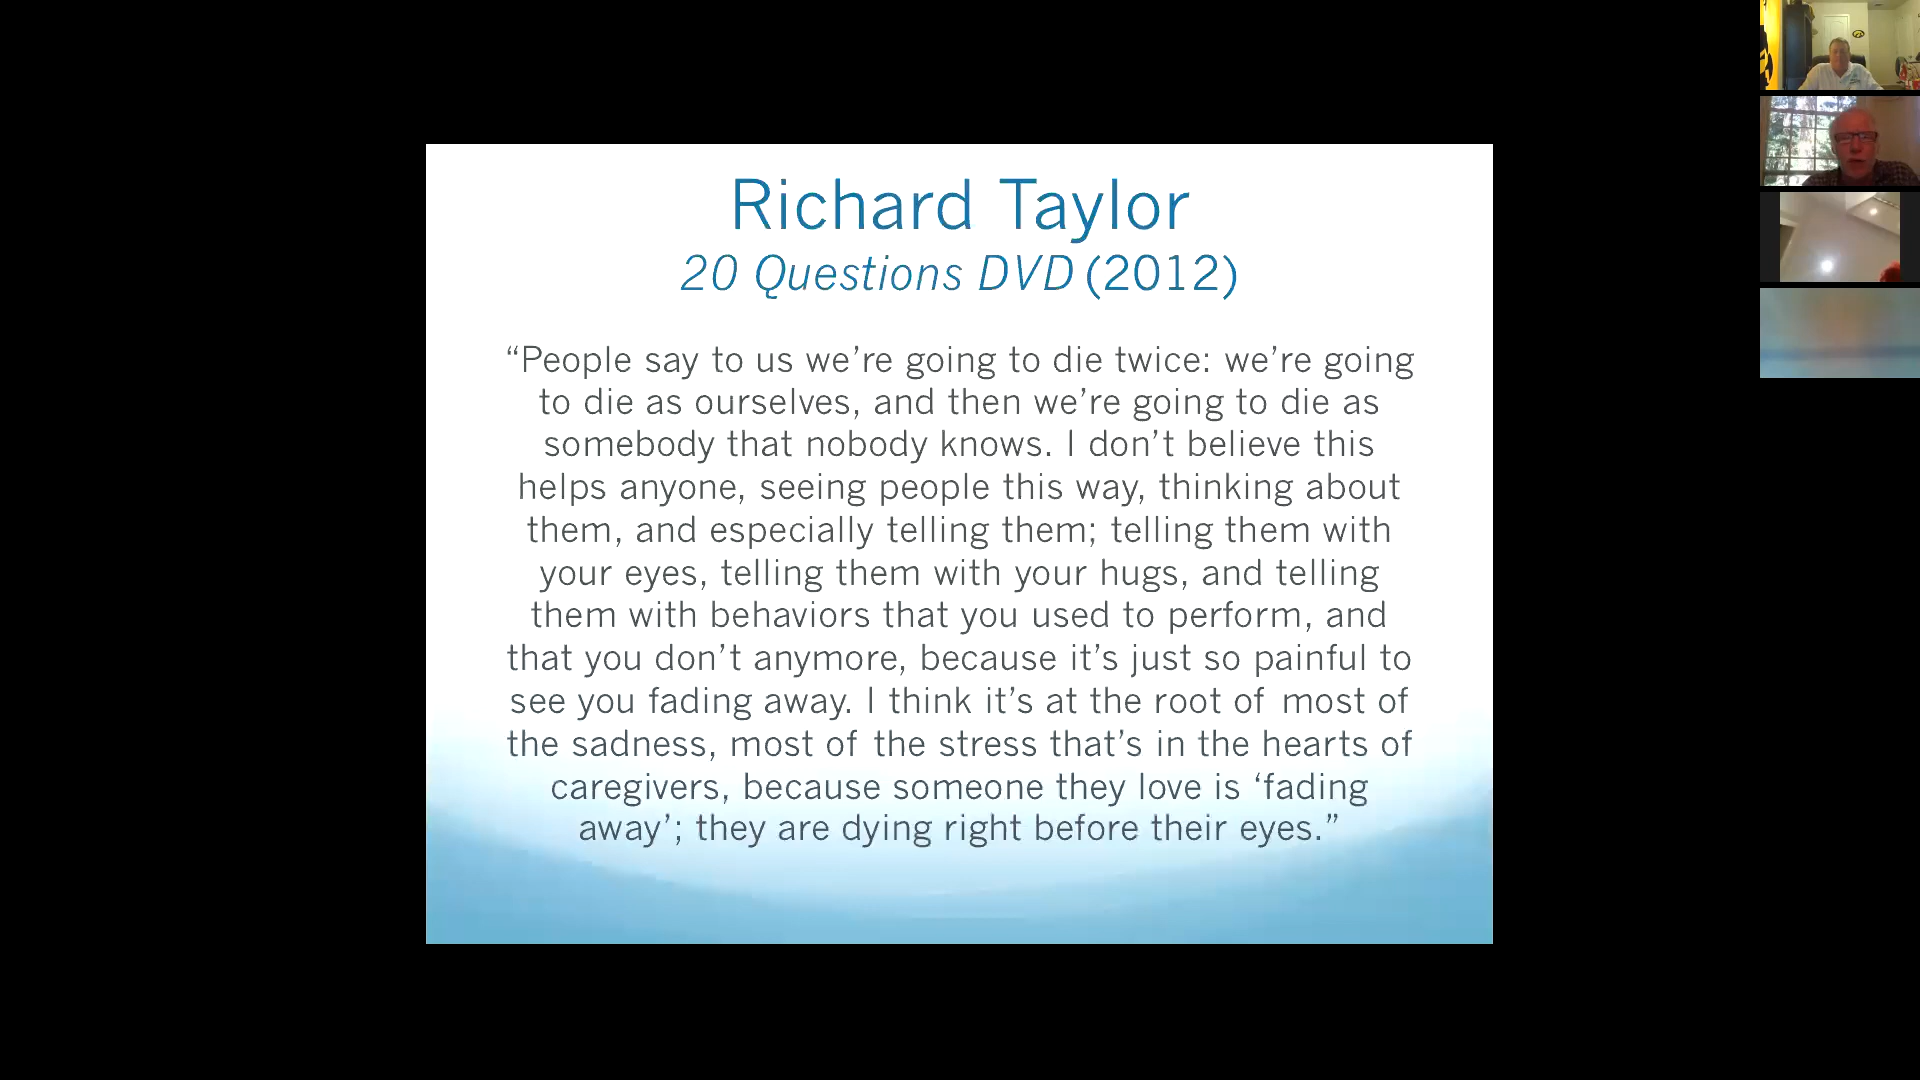 Richard Taylor
20 Questions DVD (2012)
“People say to us we’re going to die twice: we’re going
to die as ourselves, and then we’re going to die as
somebody that nobody knows. I don’t believe this
helps anyone, seeing people this way, thinking about
them, and especially telling them; telling them with
your eyes, telling them with your hugs, and telling
them with behaviors that you used to perform, and
that you don’t anymore, because it’s just so painful to
see you fading away. I think it’s at the root of most of
the sadness, most of the stress that’s in the hearts of
caregivers, because someone they love is ‘fading
away’; they are dying right before their eyes.”